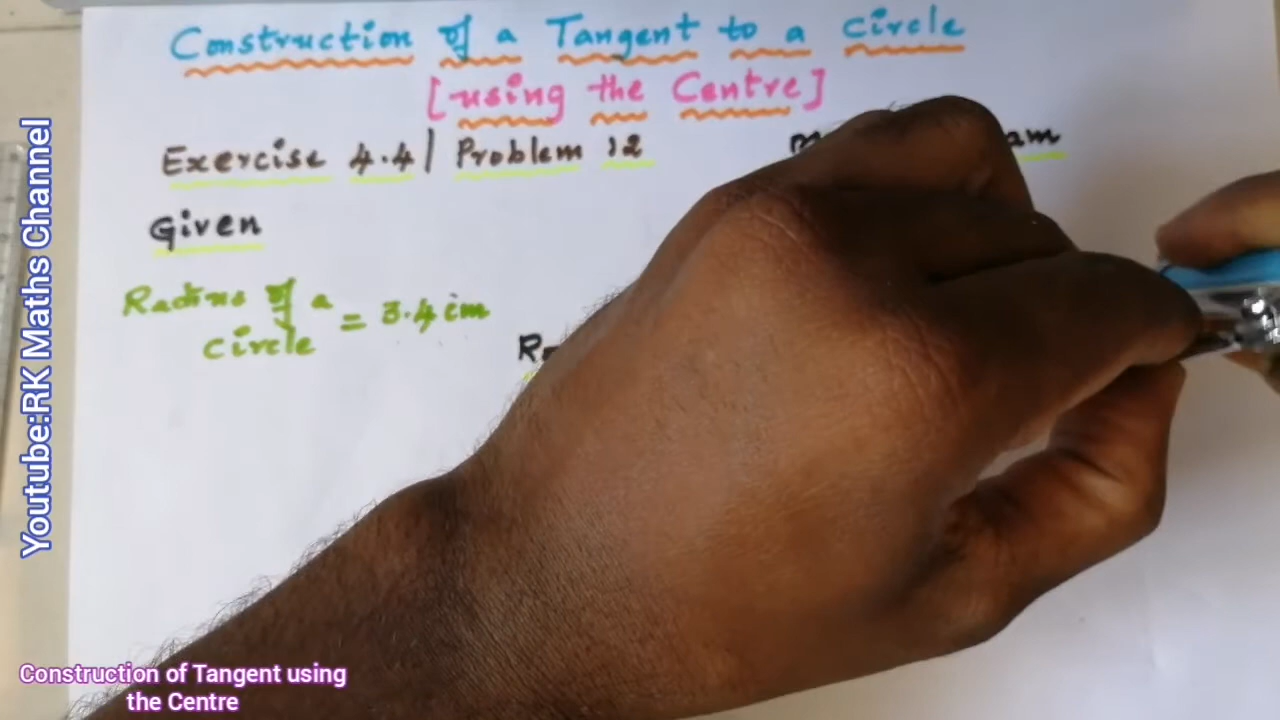 Construction of a Tangent to a circle
[using the Centre]
Exercise 4.4 | Problem 12
Given
Radius of a circle = 3.4 cm
Youtube:RK Maths Channel
Construction of Tangent using
the Centre